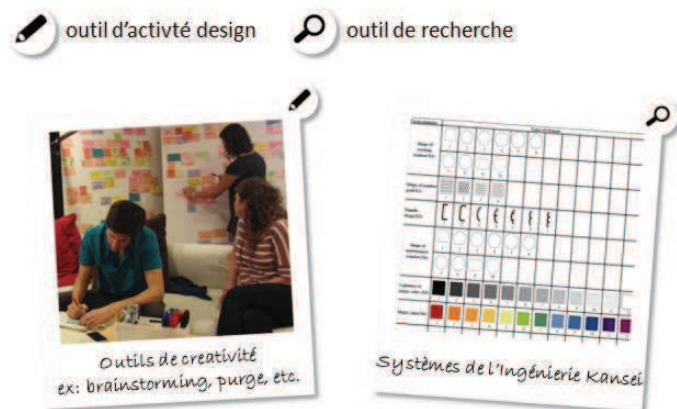 outil d'activté design
outil de recherche
Outils de creativité
ex: brainstorming, purge, etc.
Systèmes de l'Ingénierie Kansei